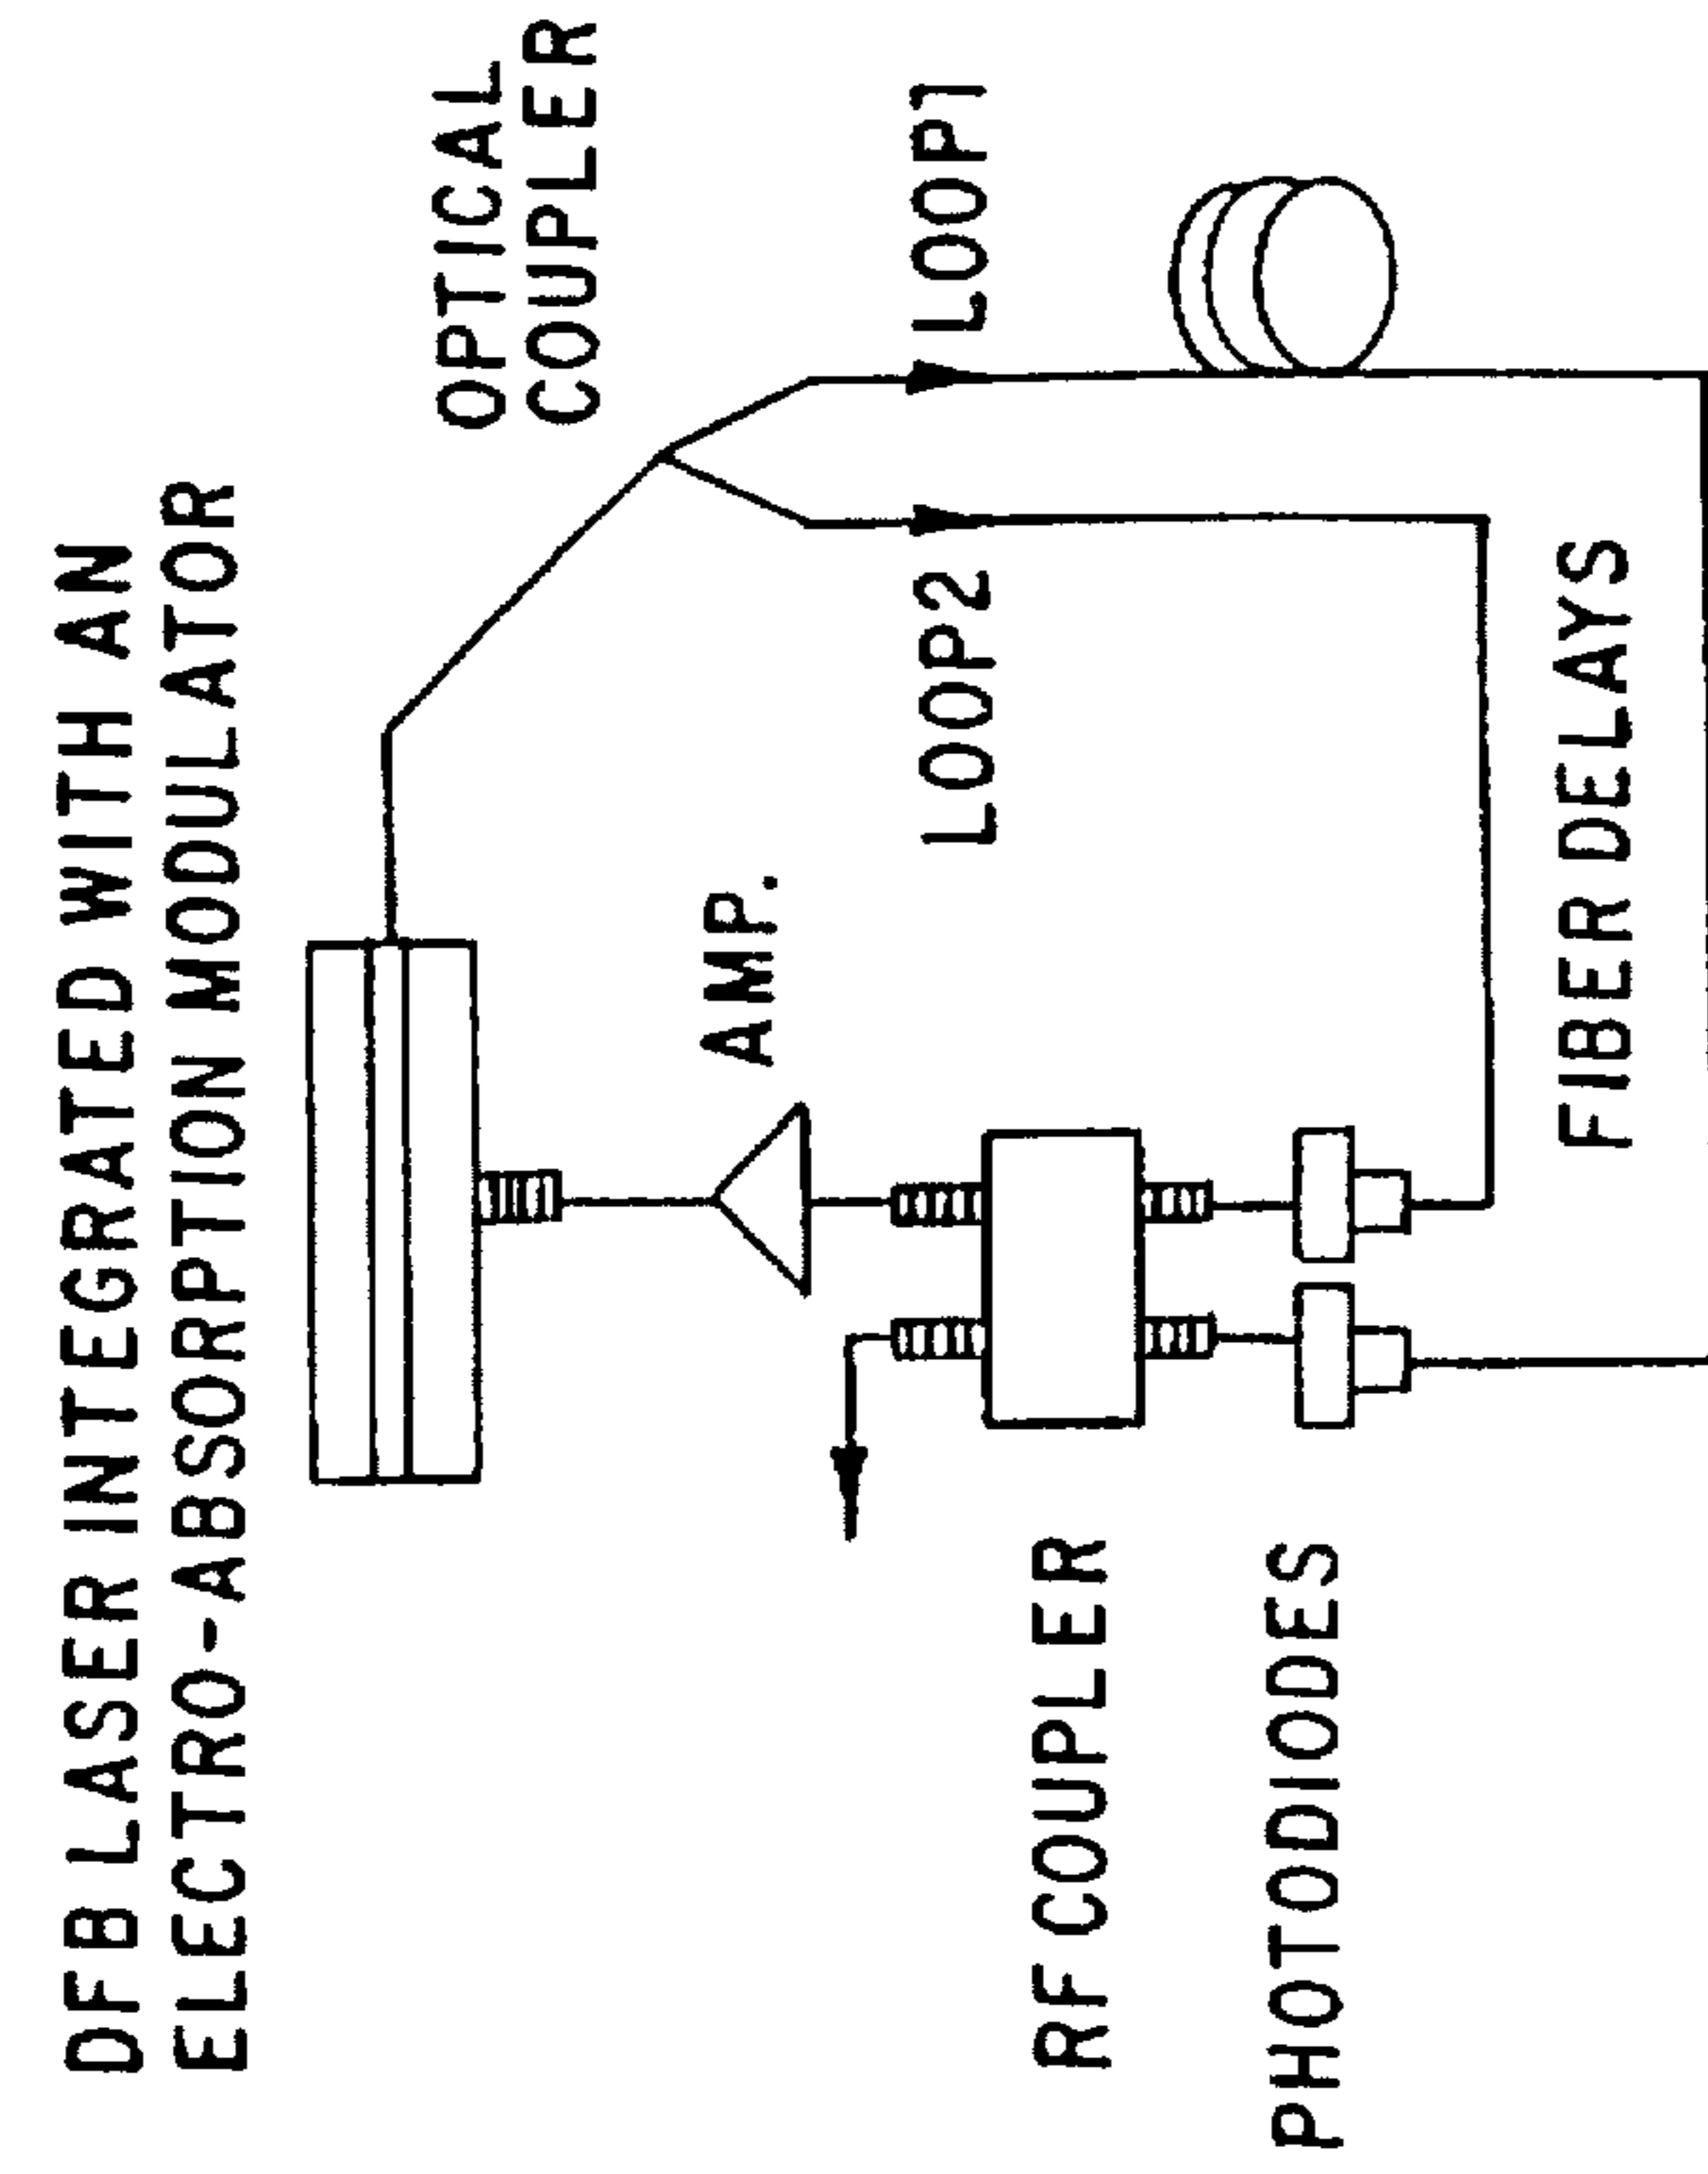 DFB LASER INTEGRATED WITH AN
ELECTRO-ABSORPTION MODULATOR
OPTICAL
COUPLER
AMP.
LOOP2
LOOP1
RF COUPLER
PHOTODIODES
FIBER DELAYS